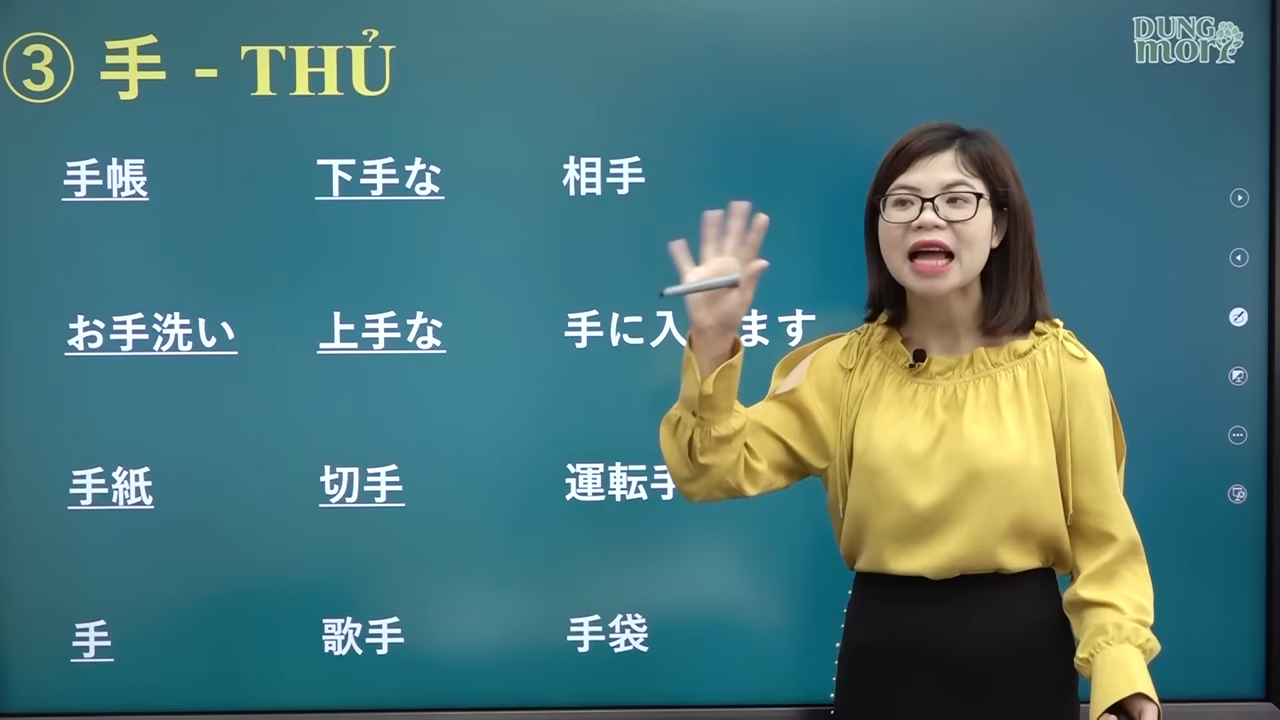 ③ 手 - THỦ
DUNG
mori
手帳 下手な 相手
お手洗い 上手な 手に入 ます
手紙 切手 運転手
手 歌手 手袋